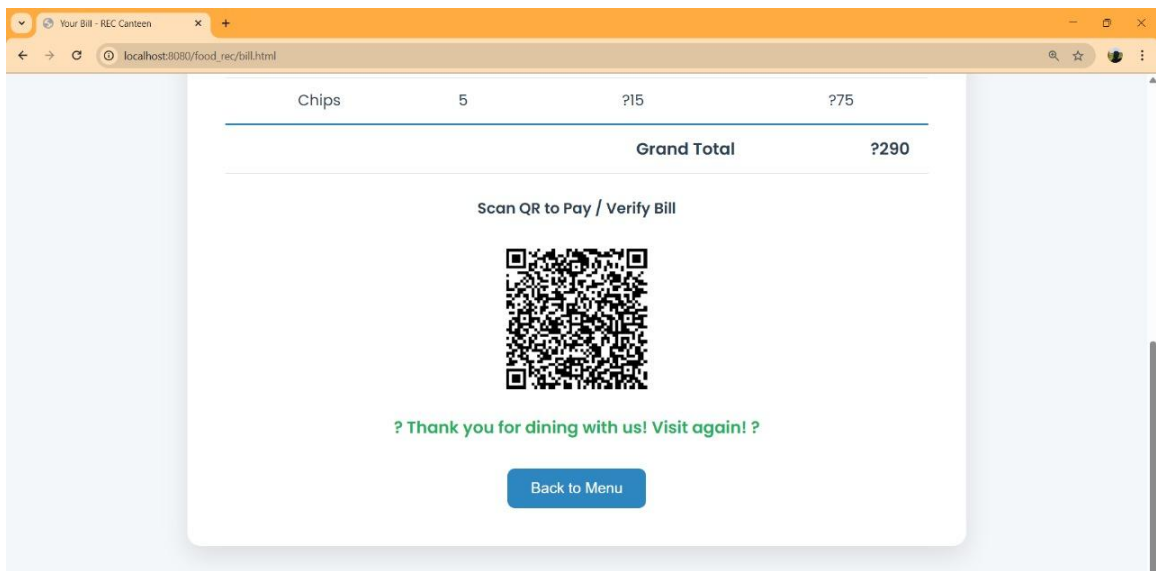 Your Bill - REC Canteen
localhost:8080/food_rec/bill.html
Chips 5 ?15 ?75
Grand Total ?290
Scan QR to Pay / Verify Bill
? Thank you for dining with us! Visit again! ?
Back to Menu